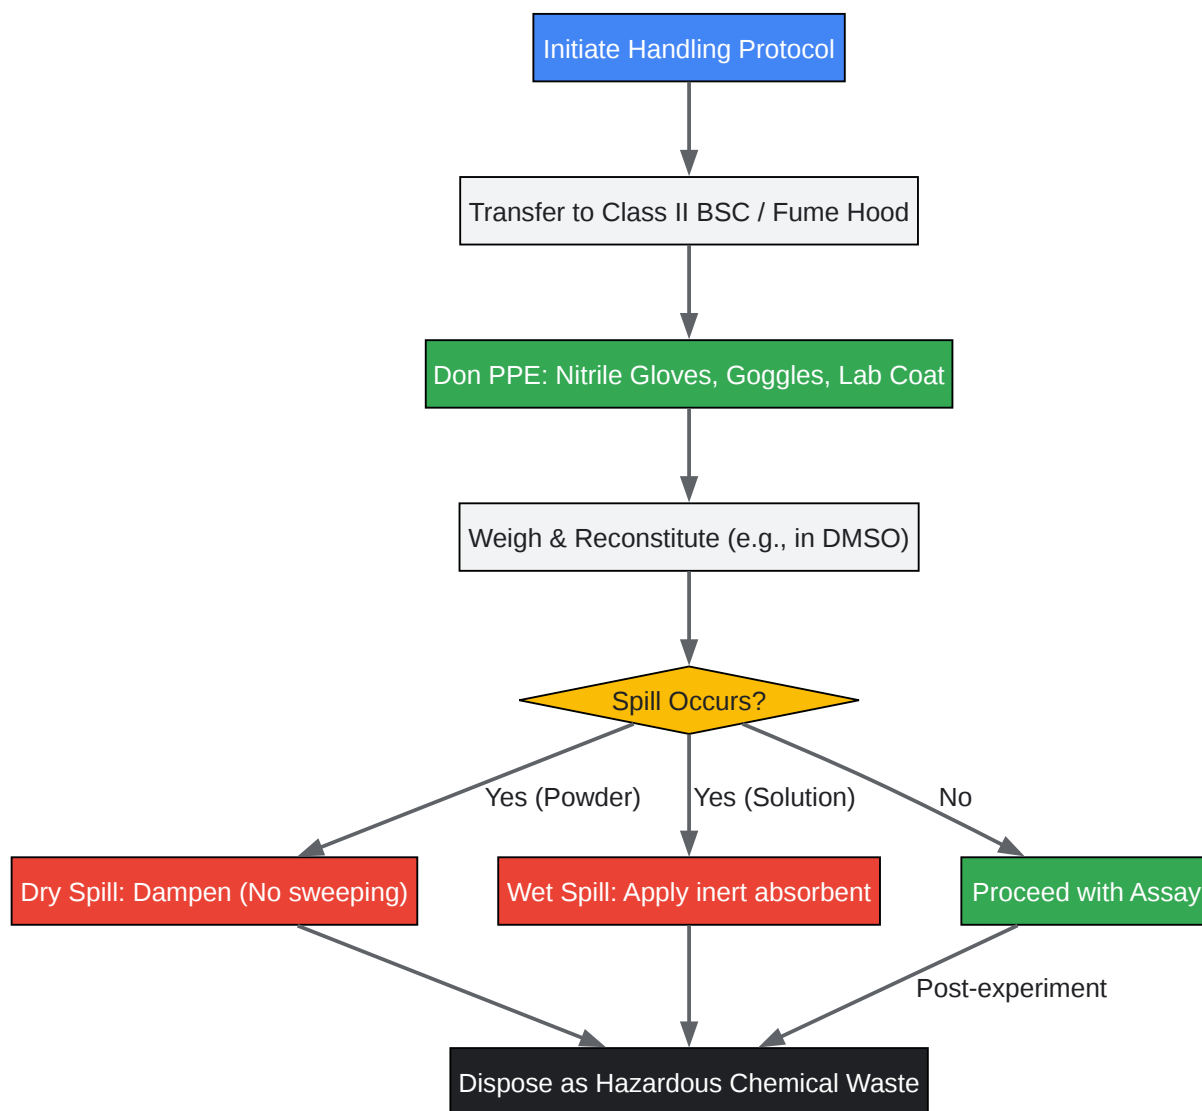 Initiate Handling Protocol
Transfer to Class II BSC / Fume Hood
Don PPE: Nitrile Gloves, Goggles, Lab Coat
Weigh & Reconstitute (e.g., in DMSO)
Spill Occurs?
Yes (Powder)
Yes (Solution)
No
Dry Spill: Dampen (No sweeping)
Wet Spill: Apply inert absorbent
Proceed with Assay
Post-experiment
Dispose as Hazardous Chemical Waste